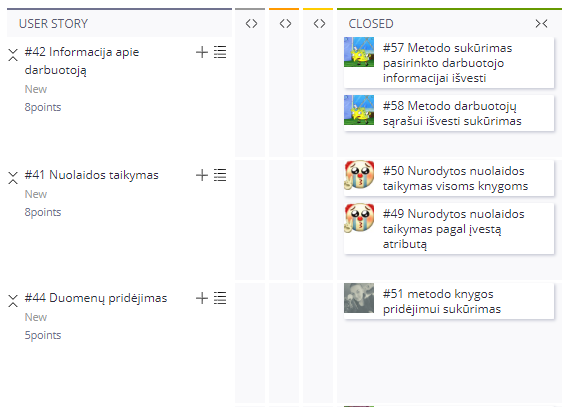 USER STORY
CLOSED
#42 Informacija apie
darbuotoją
New
8points
#57 Metodo sukūrimas
pasirinkto darbuotojo
informacijai išvesti
#58 Metodo darbuotojų
sąrašui išvesti sukūrimas
#41 Nuolaidos taikymas
New
8points
#50 Nurodytos nuolaidos
taikymas visoms knygoms
#49 Nurodytos nuolaidos
taikymas pagal įvestą
atributą
#44 Duomenų pridėjimas
New
5points
#51 metodo knygos
pridėjimui sukūrimas